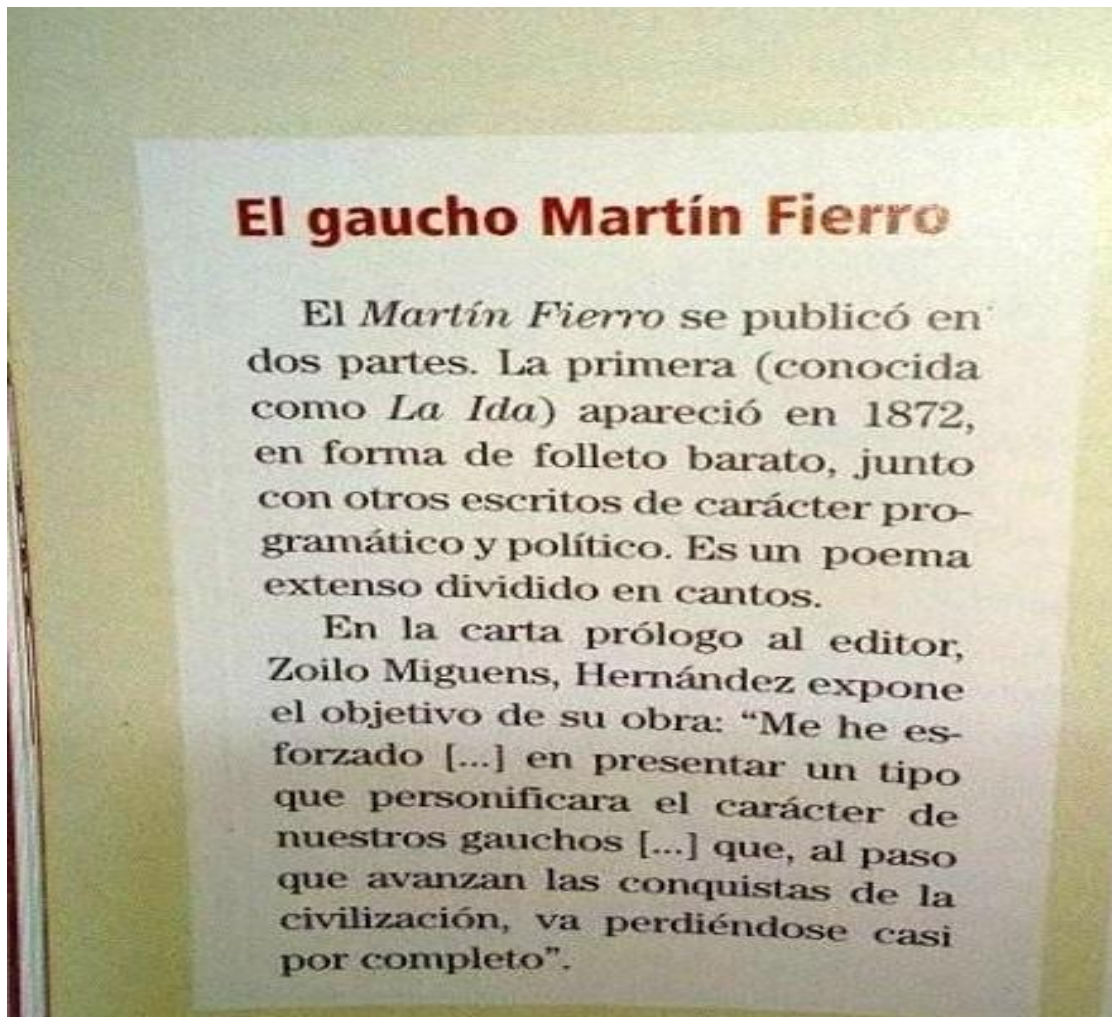 El gaucho Martín Fierro
El Martín Fierro se publicó en
dos partes. La primera (conocida
como La Ida) apareció en 1872,
en forma de folleto barato, junto
con otros escritos de carácter pro-
gramático y político. Es un poema
extenso dividido en cantos.
En la carta prólogo al editor,
Zoilo Miguens, Hernández expone
el objetivo de su obra: “Me he es-
forzado [...] en presentar un tipo
que personificara el carácter de
nuestros gauchos [...] que, al paso
que avanzan las conquistas de la
civilización, va perdiéndose casi
por completo”.